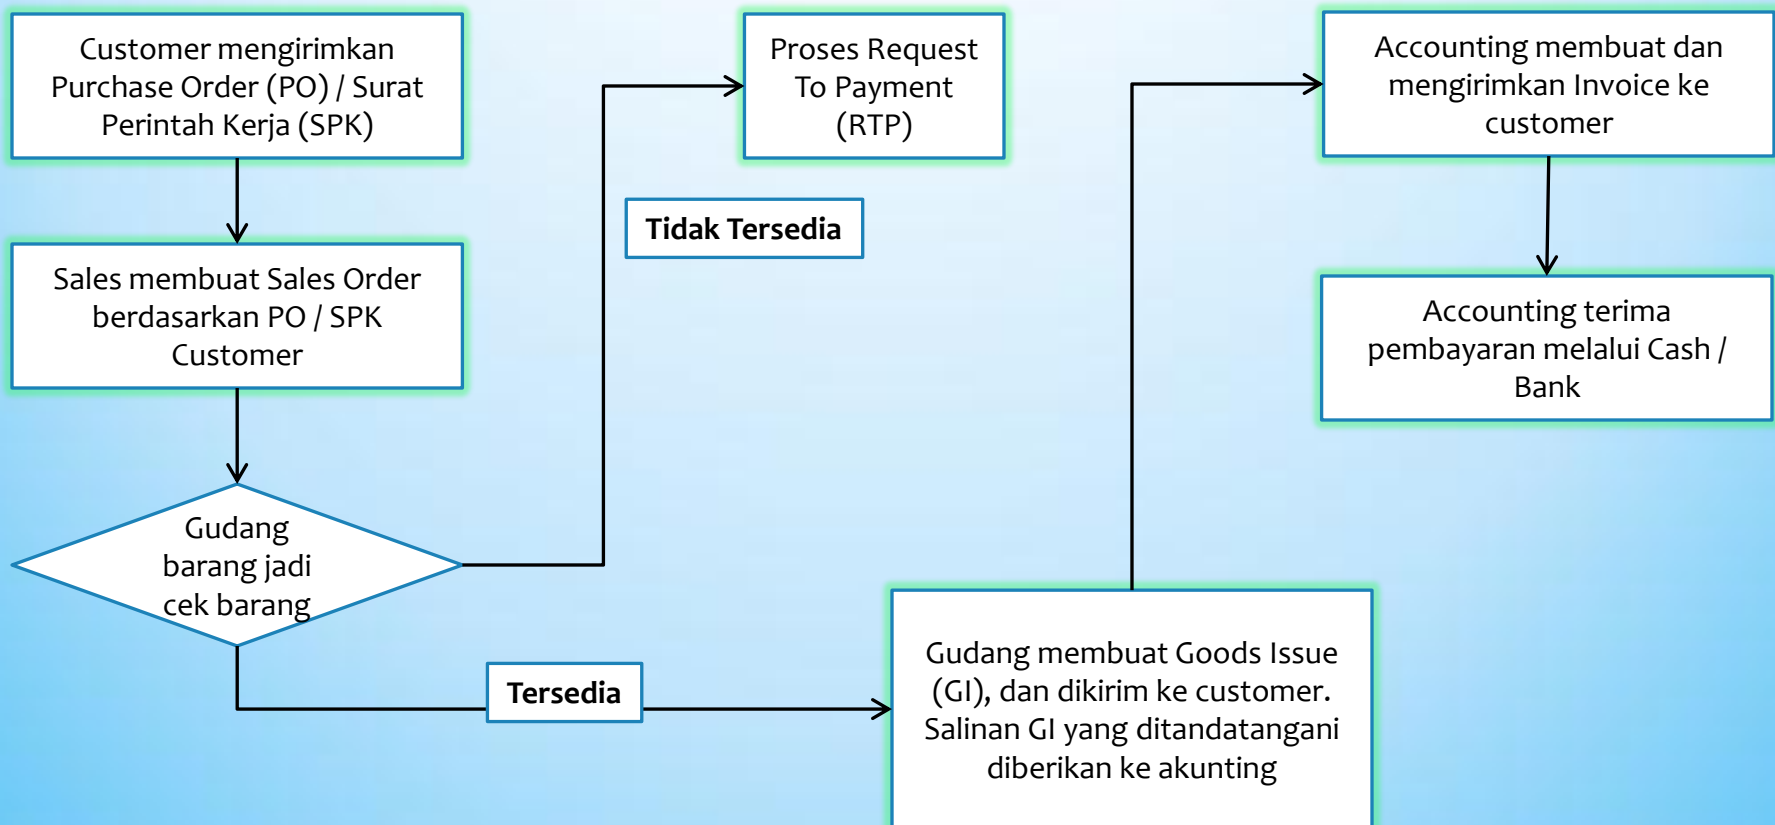 Customer mengirimkan
Purchase Order (PO) / Surat
Perintah Kerja (SPK)
Sales membuat Sales Order
berdasarkan PO / SPK
Customer
Gudang
barang jadi
cek barang
Tidak Tersedia
Proses Request
To Payment
(RTP)
Tersedia
Gudang membuat Goods Issue
(GI), dan dikirim ke customer.
Salinan GI yang ditandatangani
diberikan ke akunting
Accounting membuat dan
mengirimkan Invoice ke
customer
Accounting terima
pembayaran melalui Cash /
Bank